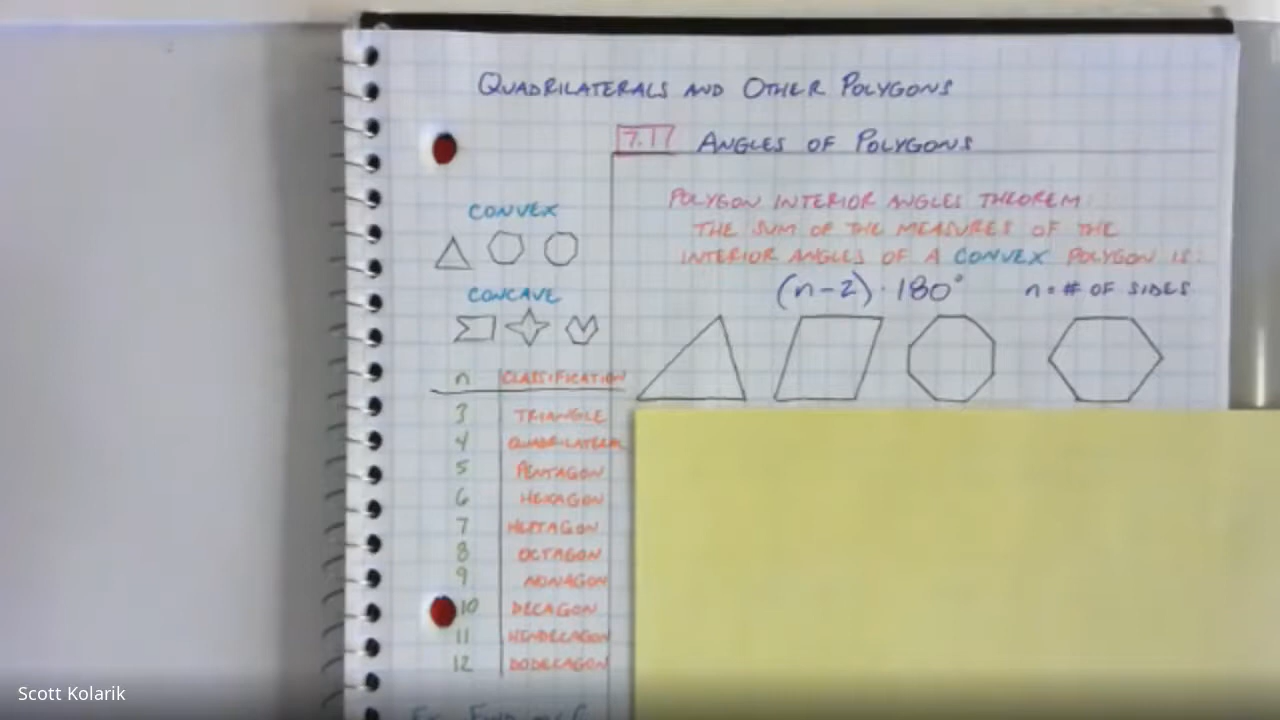 QUADRILATERALS AND OTHER POLYGONS
7.17 ANGLES OF POLYGONS
POLYGON INTERIOR ANGLES THEOREM:
THE SUM OF THE MEASURES OF THE
INTERIOR ANGLES OF A CONVEX POLYGON IS:
(n-2)·180° n = # OF SIDES
CONVEX
CONCAVE
n CLASSIFICATION
3 TRIANGLE
4 QUADRILATERAL
5 PENTAGON
6 HEXAGON
7 HEPTAGON
8 OCTAGON
9 NONAGON
10 DECAGON
11 HENDECAGON
12 DODECAGON
Scott Kolarik